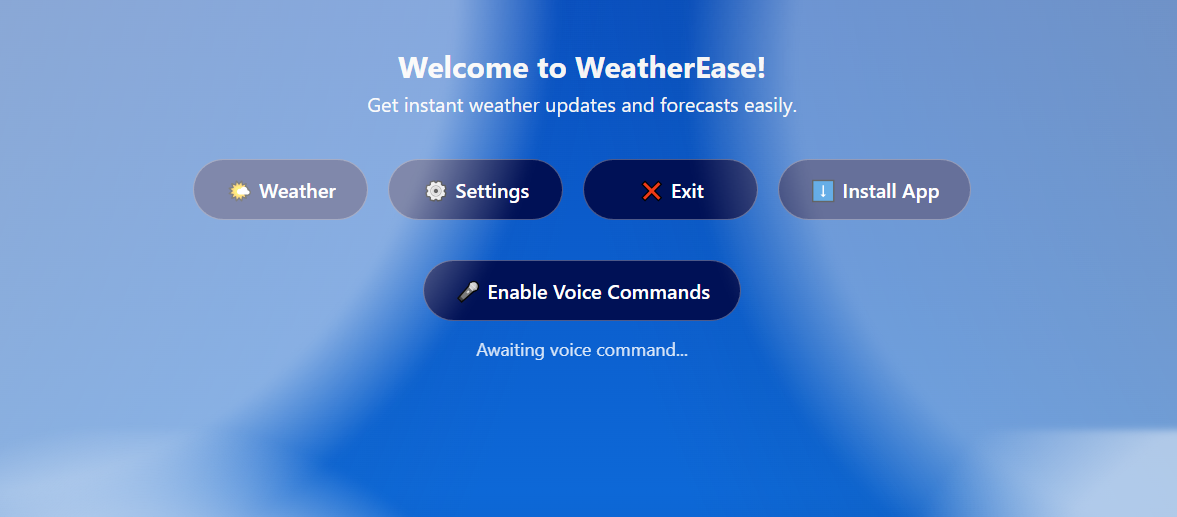 Welcome to WeatherEase!
Get instant weather updates and forecasts easily.
Weather
Settings
Exit
Install App
Enable Voice Commands
Awaiting voice command...